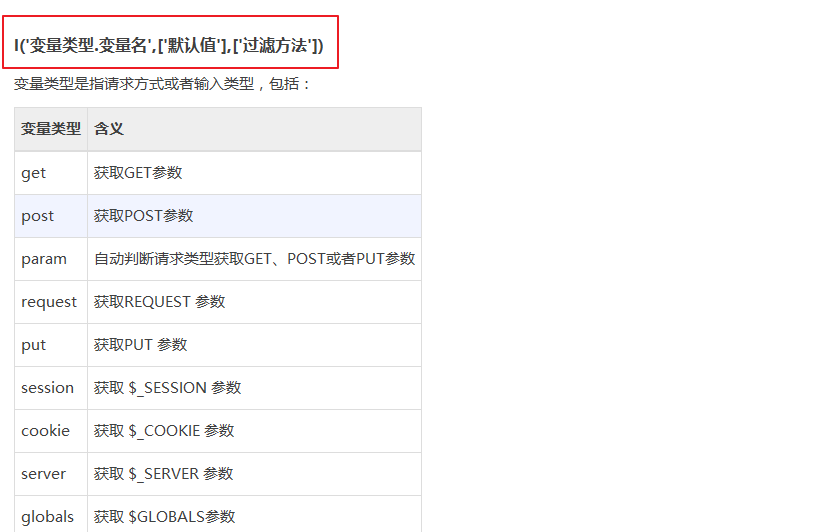 I('变量类型.变量名',['默认值'],['过滤方法'])
变量类型是指请求方式或者输入类型，包括：
变量类型 含义
get 获取GET参数
post 获取POST参数
param 自动判断请求类型获取GET、POST或者PUT参数
request 获取REQUEST 参数
put 获取PUT 参数
session 获取 $_SESSION 参数
cookie 获取 $_COOKIE 参数
server 获取 $_SERVER 参数
globals 获取 $GLOBALS参数